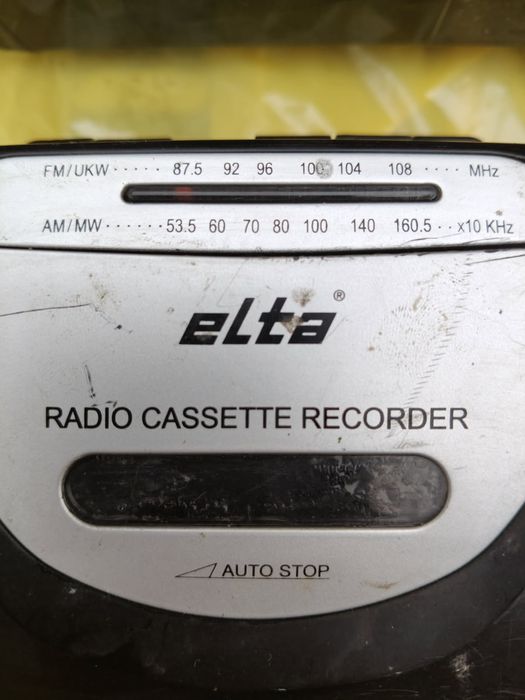 FM/UKW ····· 87.5 92 96 100 104 108 ····· MHz
AM/MW ······ 53.5 60 70 80 100 140 160.5 ·· x10 KHz
elta ®
RADIO CASSETTE RECORDER
AUTO STOP